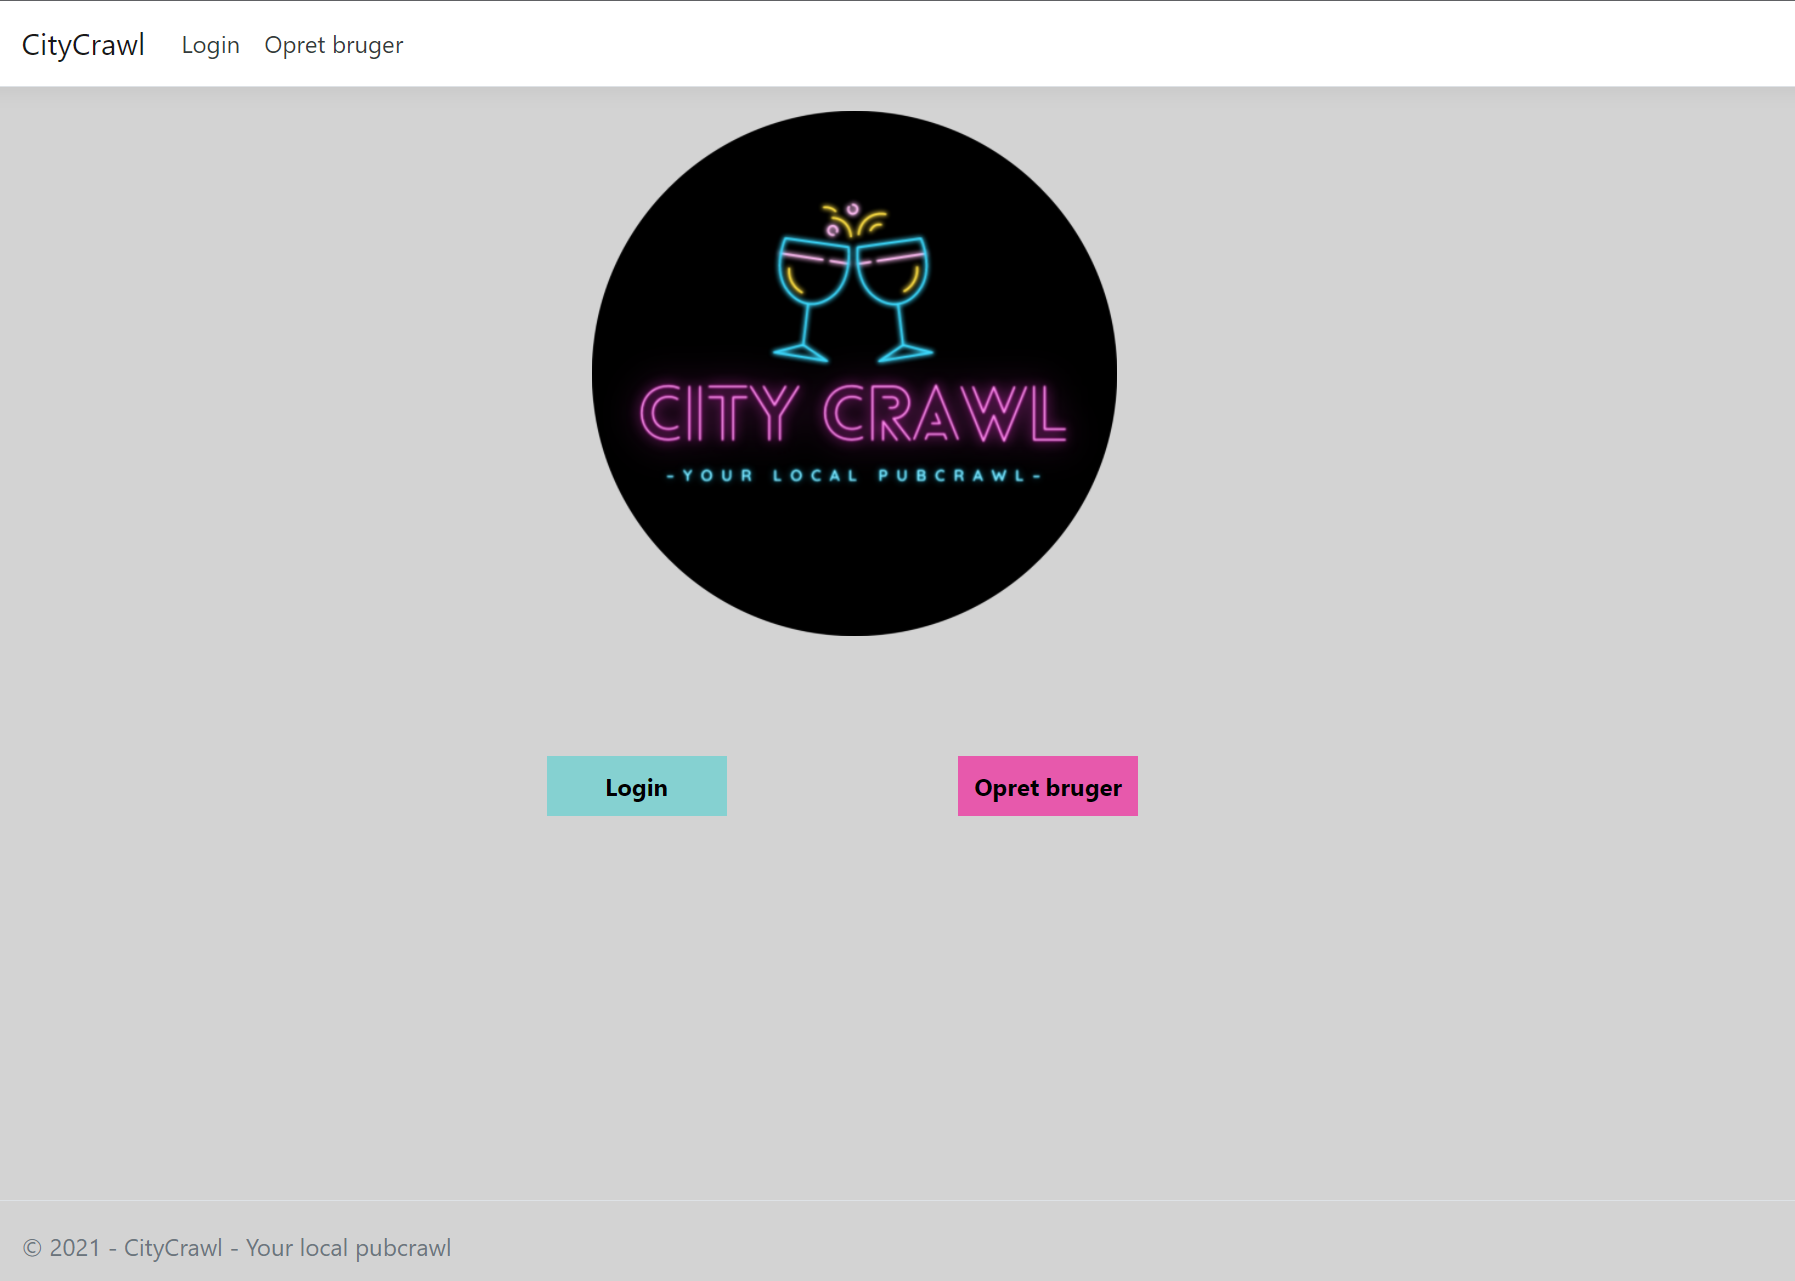 CityCrawl Login Opret bruger
CITY CRAWL
-YOUR LOCAL PUBCRAWL-
Login Opret bruger
© 2021 - CityCrawl - Your local pubcrawl